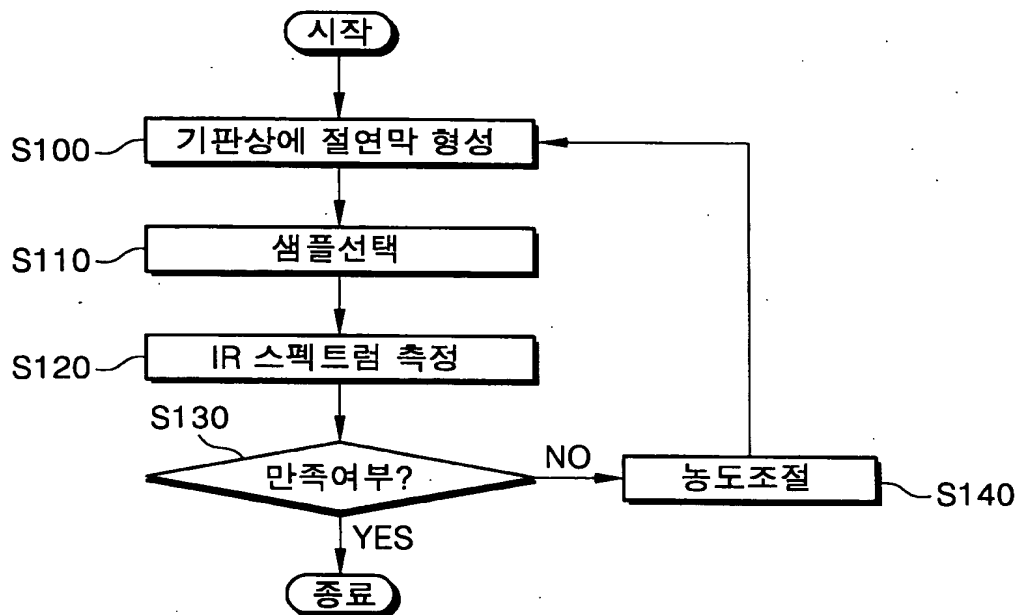 시작
S100
기판상에 절연막 형성
S110
샘플선택
S120
IR 스펙트럼 측정
S130
만족여부?
NO
농도조절
S140
YES
종료